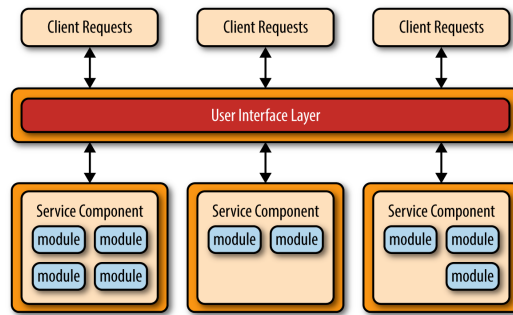 Client Requests Client Requests Client Requests
User Interface Layer
Service Component Service Component Service Component
module module module module module module
module module module